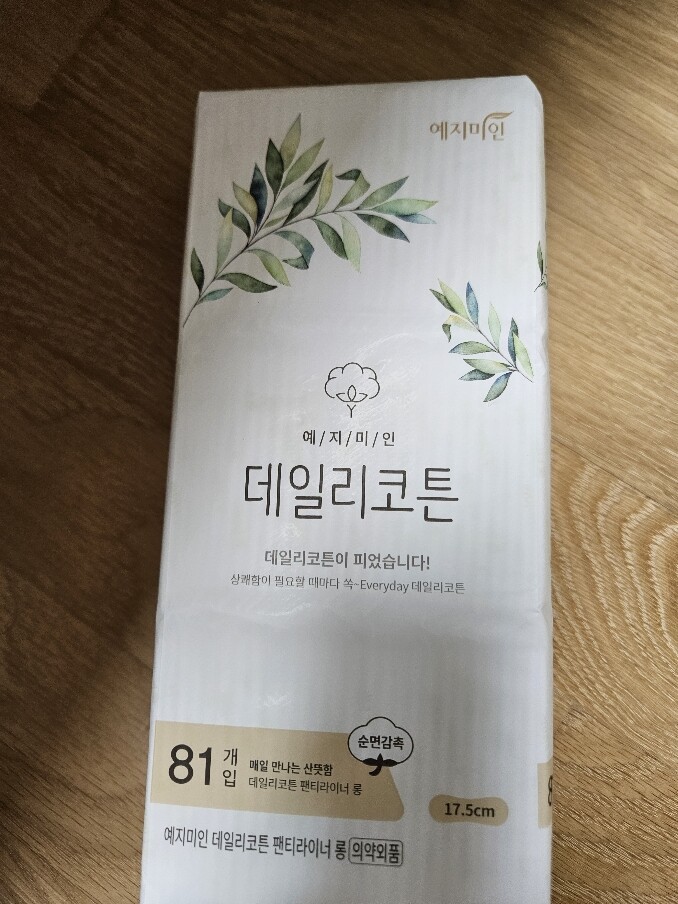 예지미인
예/지/미/인
데일리코튼
데일리코튼이 피었습니다!
상쾌함이 필요할 때마다 쏙~Everyday 데일리코튼
순면감촉
81개입
매일 만나는 산뜻함
데일리코튼 팬티라이너 롱
17.5cm
예지미인 데일리코튼 팬티라이너 롱 의약외품